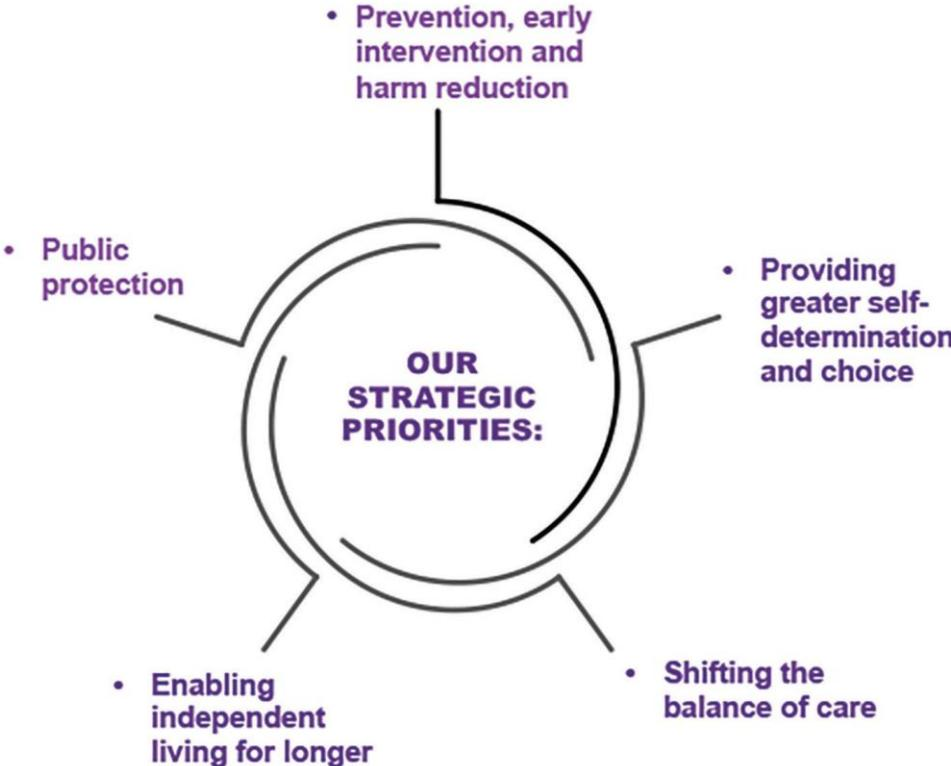 • Prevention, early
intervention and
harm reduction
• Public
protection
• Providing
greater self-
determination
and choice
OUR
STRATEGIC
PRIORITIES:
• Enabling
independent
living for longer
• Shifting the
balance of care